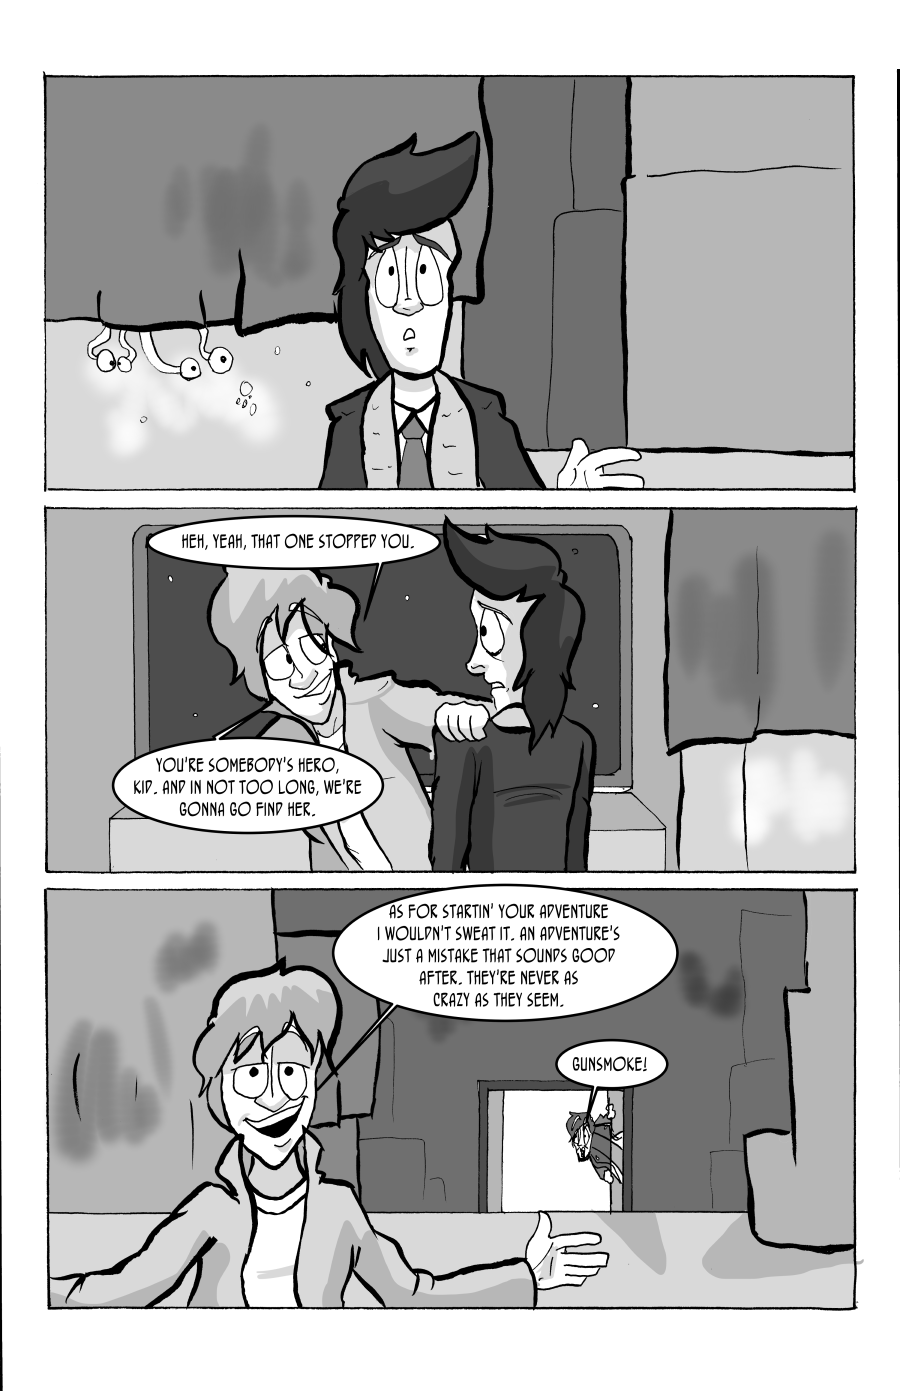 HEH, YEAH, THAT ONE STOPPED YOU.
YOU'RE SOMEBODY'S HERO,
KID. AND IN NOT TOO LONG, WE'RE
GONNA GO FIND HER.
AS FOR STARTIN' YOUR ADVENTURE
I WOULDN'T SWEAT IT. AN ADVENTURE'S
JUST A MISTAKE THAT SOUNDS GOOD
AFTER. THEY'RE NEVER AS
CRAZY AS THEY SEEM.
GUNSMOKE!